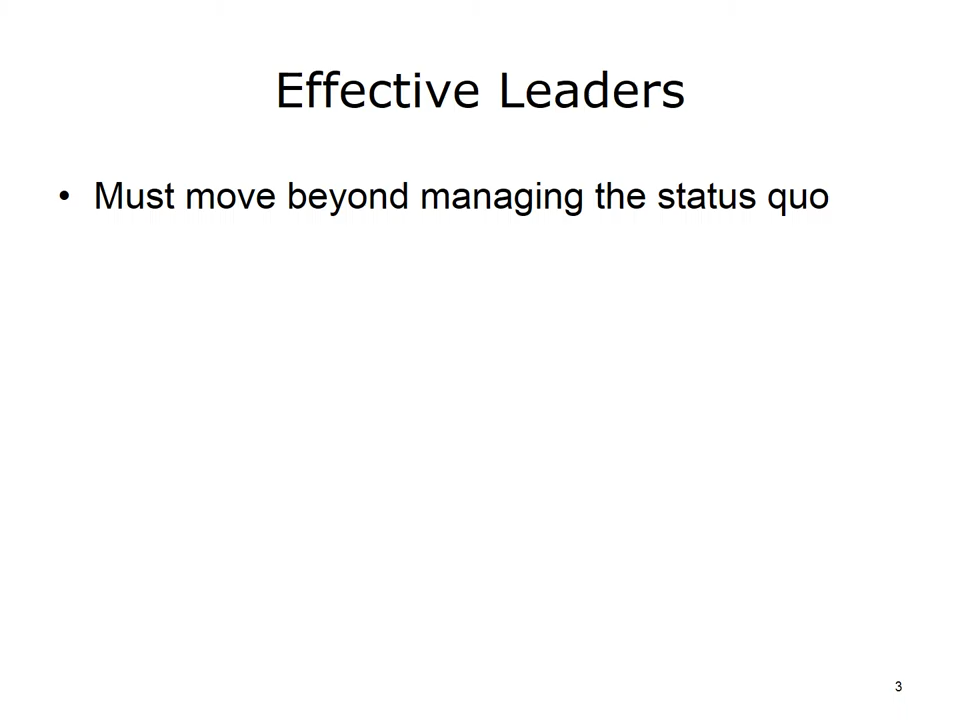 Effective Leaders
• Must move beyond managing the status quo
3